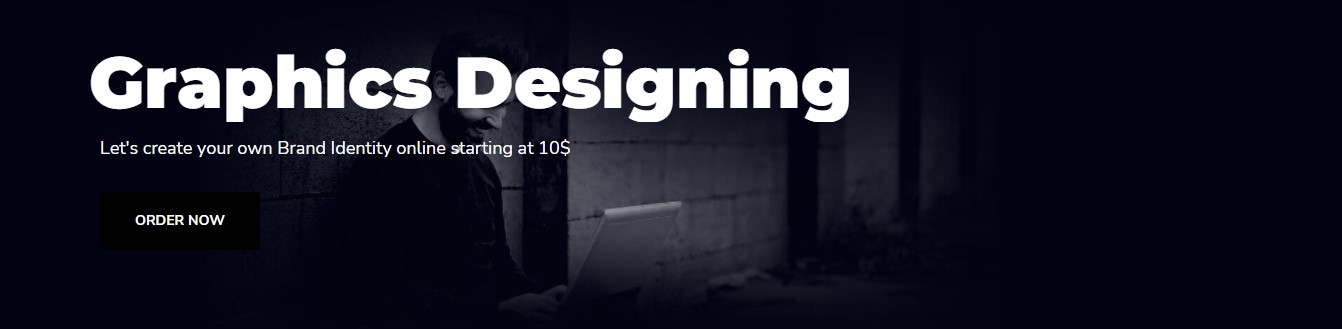 Graphics Designing
Let's create your own Brand Identity online starting at 10$
ORDER NOW